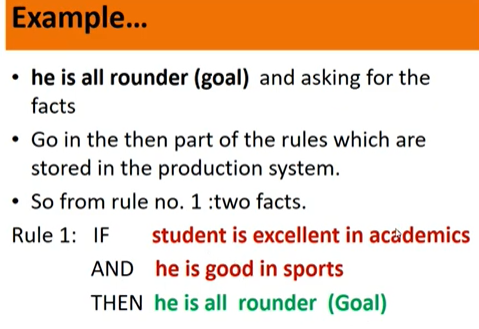 Example...
• he is all rounder (goal) and asking for the
facts
• Go in the then part of the rules which are
stored in the production system.
• So from rule no. 1 :two facts.
Rule 1: IF student is excellent in academics
AND he is good in sports
THEN he is all rounder (Goal)